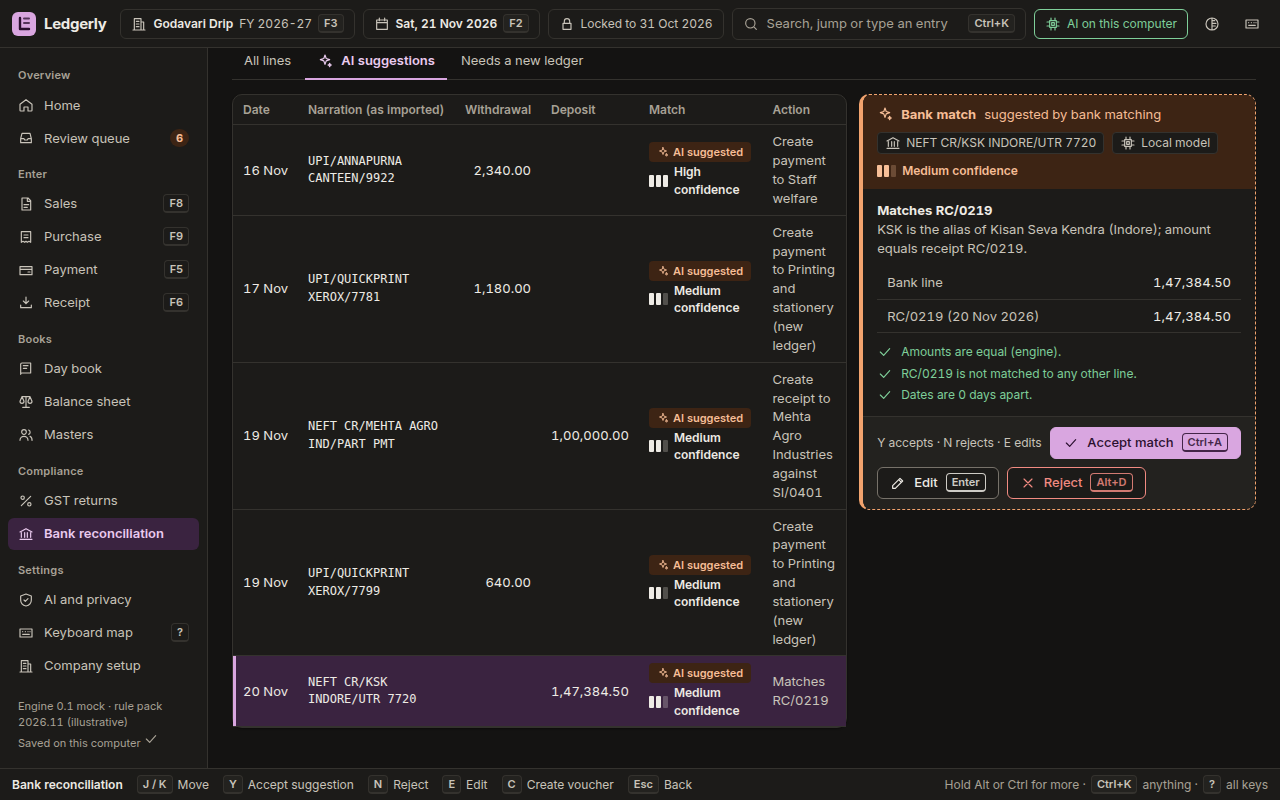 Ledgerly
Godavari Drip FY 2026-27 F3
Sat, 21 Nov 2026 F2
Locked to 31 Oct 2026
Search, jump or type an entry Ctrl+K
AI on this computer
Overview
Home
Review queue 6
Enter
Sales F8
Purchase F9
Payment F5
Receipt F6
Books
Day book
Balance sheet
Masters
Compliance
GST returns
Bank reconciliation
Settings
AI and privacy
Keyboard map ?
Company setup
Engine 0.1 mock · rule pack
2026.11 (illustrative)
Saved on this computer
All lines
AI suggestions
Needs a new ledger
Date Narration (as imported) Withdrawal Deposit Match Action
16 Nov
UPI/ANNAPURNA
CANTEEN/9922
2,340.00
AI suggested
High
confidence
Create
payment
to Staff
welfare
17 Nov
UPI/QUICKPRINT
XEROX/7781
1,180.00
AI suggested
Medium
confidence
Create
payment
to Printing
and
stationery
(new
ledger)
19 Nov
NEFT CR/MEHTA AGRO
IND/PART PMT
1,00,000.00
AI suggested
Medium
confidence
Create
receipt to
Mehta
Agro
Industries
against
SI/0401
19 Nov
UPI/QUICKPRINT
XEROX/7799
640.00
AI suggested
Medium
confidence
Create
payment
to Printing
and
stationery
(new
ledger)
20 Nov
NEFT CR/KSK
INDORE/UTR 7720
1,47,384.50
AI suggested
Medium
confidence
Matches
RC/0219
Bank match suggested by bank matching
NEFT CR/KSK INDORE/UTR 7720
Local model
Medium confidence
Matches RC/0219
KSK is the alias of Kisan Seva Kendra (Indore); amount
equals receipt RC/0219.
Bank line 1,47,384.50
RC/0219 (20 Nov 2026) 1,47,384.50
Amounts are equal (engine).
RC/0219 is not matched to any other line.
Dates are 0 days apart.
Y accepts · N rejects · E edits
Accept match Ctrl+A
Edit Enter
Reject Alt+D
Bank reconciliation J / K Move Y Accept suggestion N Reject E Edit C Create voucher Esc Back
Hold Alt or Ctrl for more · Ctrl+K anything · ? all keys